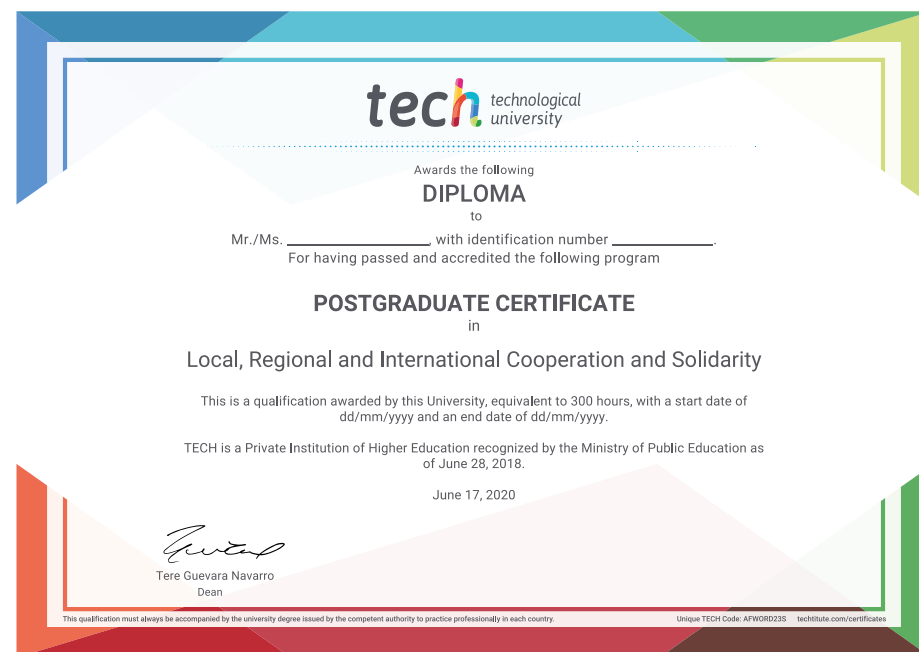 tech technological
university
Awards the following
DIPLOMA
to
Mr./Ms. ____________________, with identification number ______________.
For having passed and accredited the following program
POSTGRADUATE CERTIFICATE
in
Local, Regional and International Cooperation and Solidarity
This is a qualification awarded by this University, equivalent to 300 hours, with a start date of
dd/mm/yyyy and an end date of dd/mm/yyyy.
TECH is a Private Institution of Higher Education recognized by the Ministry of Public Education as
of June 28, 2018.
June 17, 2020
Tere Guevara Navarro
Dean
This qualification must always be accompanied by the university degree issued by the competent authority to practice professionally in each country.
Unique TECH Code: AFWORD23S techtitute.com/certificates